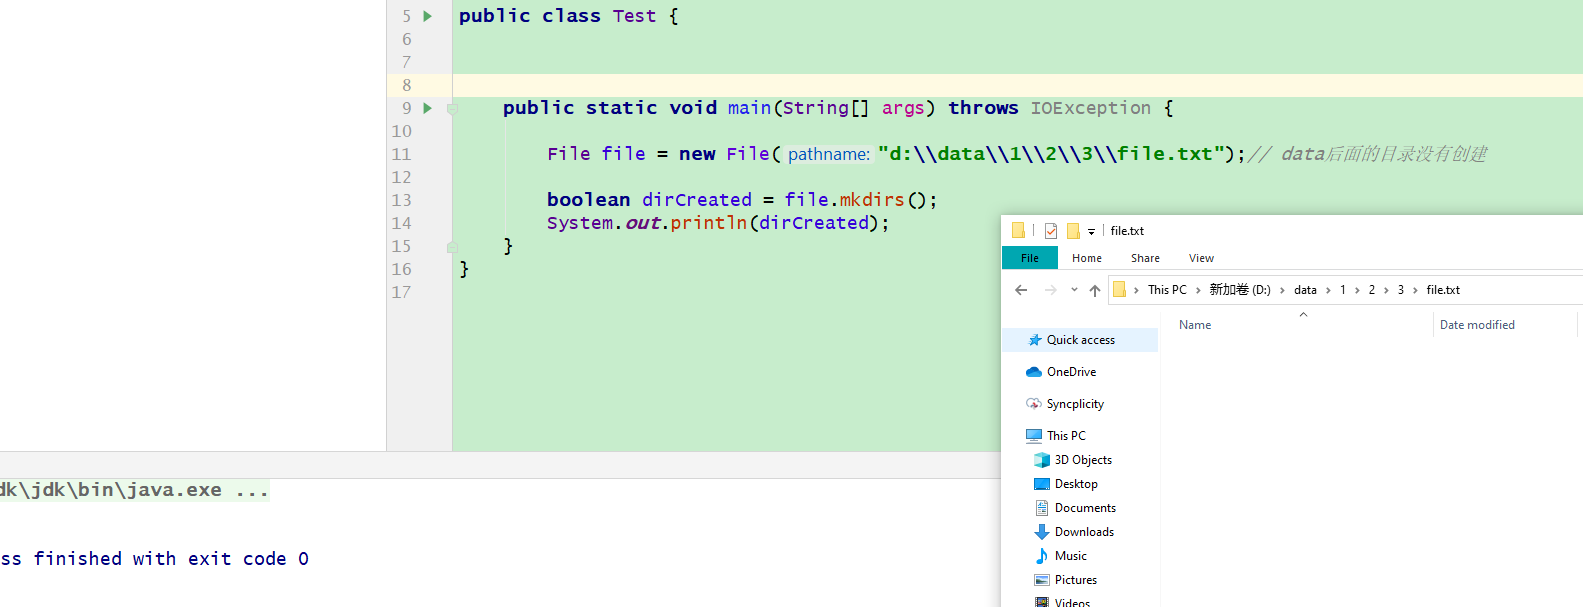 5 public class Test {
6
7
8
9 public static void main(String[] args) throws IOException {
10
11 File file = new File( pathname: "d:\\data\\1\\2\\3\\file.txt");// data后面的目录没有创建
12
13 boolean dirCreated = file.mkdirs();
14 System.out.println(dirCreated);
15 }
16 }
17
file.txt
File Home Share View
This PC 新加卷 (D:) data 1 2 3 file.txt
Name Date modified
Quick access
OneDrive
Syncplicity
This PC
3D Objects
Desktop
Documents
Downloads
Music
Pictures
Videos
dk\jdk\bin\java.exe ...
ss finished with exit code 0